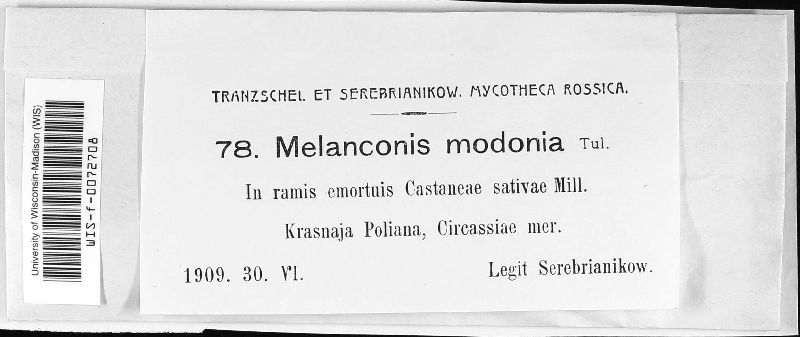 TRANZSCHEL ET SEREBRIANIKOW. MYCOTHECA ROSSICA.
78. Melanconis modonia Tul.
In ramis emortuis Castaneae sativae Mill.
Krasnaja Poliana, Circassiae mer.
1909. 30. VI.
Legit Serebrianikow.
University of Wisconsin-Madison (WIS)
WIS-f-0072708